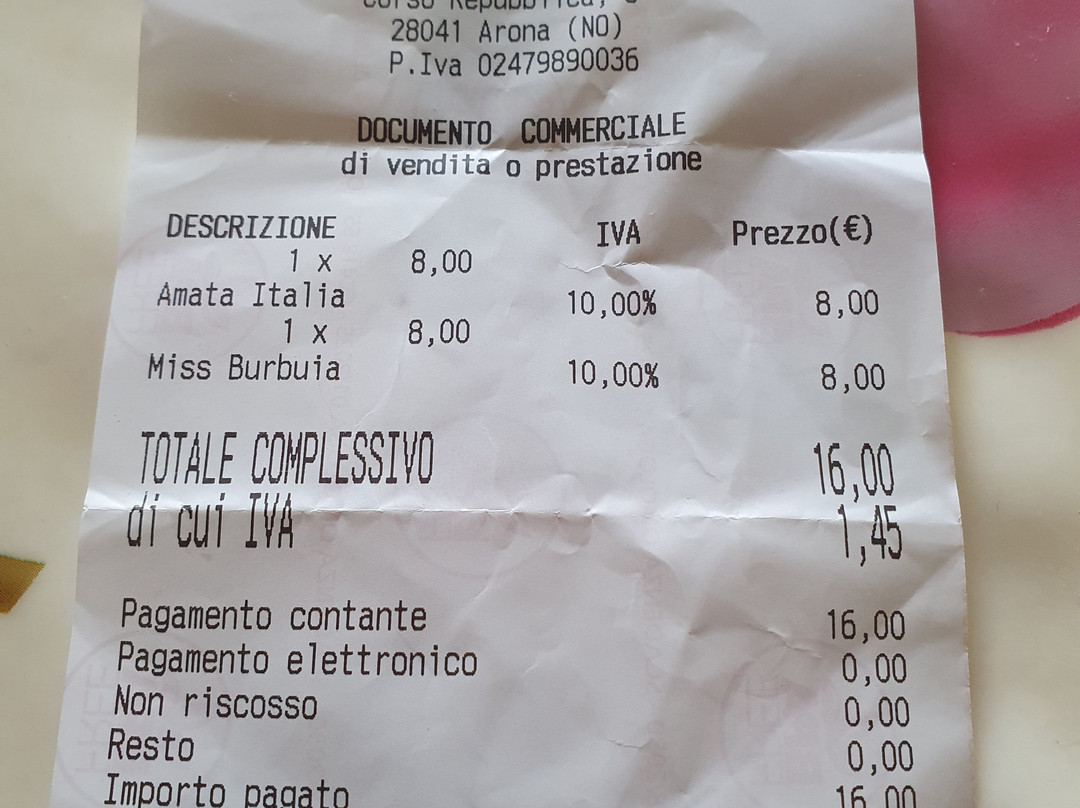 Corso Repubblica,
28041 Arona (NO)
P.Iva 02479890036
DOCUMENTO COMMERCIALE
di vendita o prestazione
DESCRIZIONE IVA Prezzo(€)
1 x 8,00
Amata Italia 10,00% 8,00
1 x 8,00
Miss Burbuia 10,00% 8,00
TOTALE COMPLESSIVO 16,00
di cui IVA 1,45
Pagamento contante 16,00
Pagamento elettronico 0,00
Non riscosso 0,00
Resto 0,00
Importo pagato 16,00